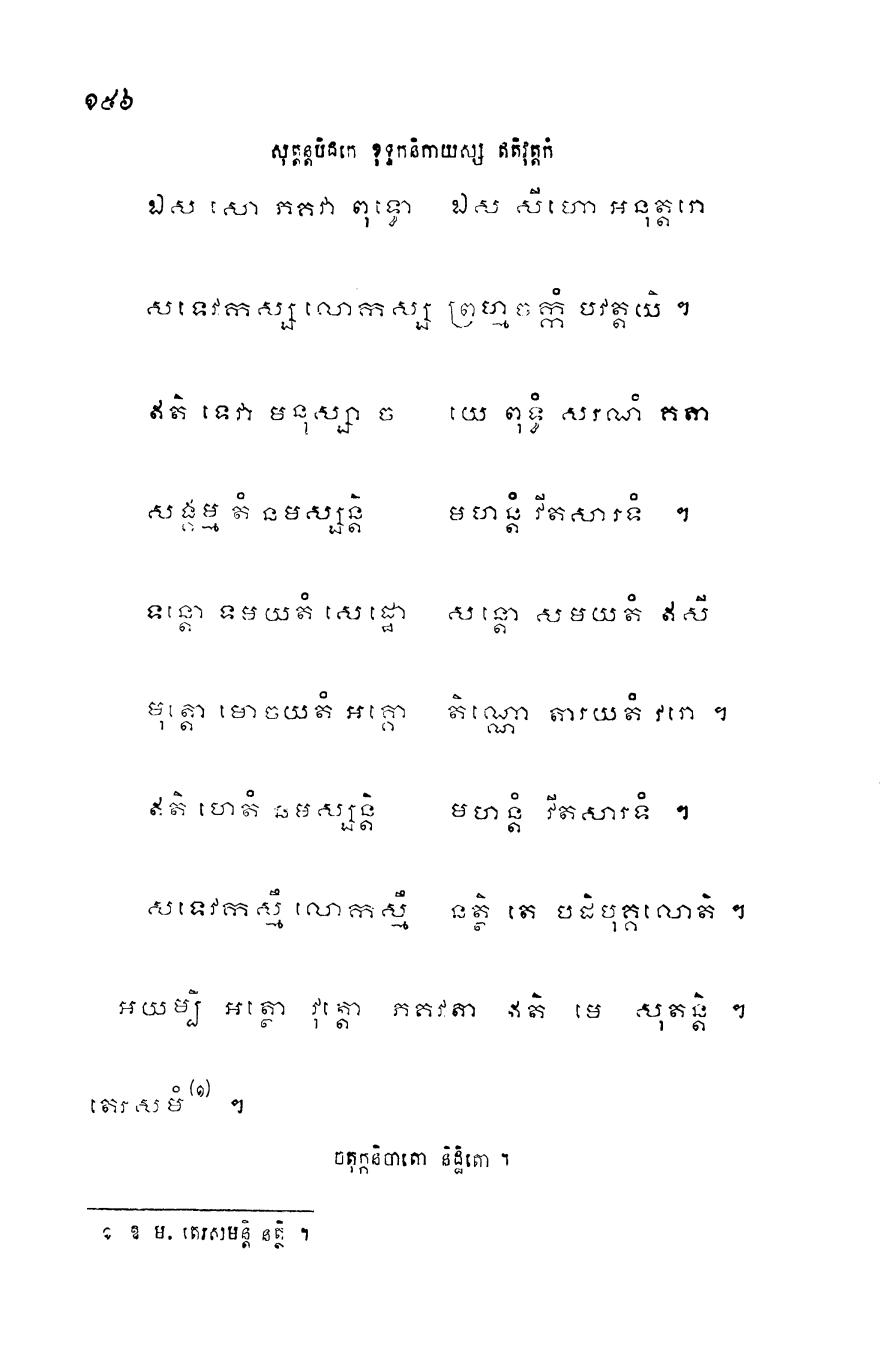 ១៥៦
សុត្តន្តបិដកេ ខុទ្ទកនិកាយស្ស ឥតិវុត្តកំ
ឯស សោ ភគវា ពុទ្ធោ ឯស សីហោ អនុត្តរោ
សទេវកស្ស លោកស្ស ព្រហ្មចក្កំ បវត្តយិ ។
ឥតិ ទេវា មនុស្សា ច យេ ពុទ្ធំ សរណំ គតា
សង្គម្ម តំ នមស្សន្តិ មហន្តំ វីតសារទំ ។
ទន្តោ ទមយតំ សេដ្ឋោ សន្តោ សមយតំ ឥសី
មុត្តោ មោចយតំ អគ្គោ តិណ្ណោ តារយតំ វរោ ។
ឥតិ ហេតំ នមស្សន្តិ មហន្តំ វីតសារទំ ។
សទេវកស្មឹ លោកស្មឹ នត្ថិ តេ បដិបុគ្គលោតិ ។
អយម្បិ អត្ថោ វុត្តោ ភគវតា ឥតិ មេ សុតន្តិ ។
តេរសមំ (១) ។
ចតុក្កនិបាតោ និដ្ឋិតោ ។
១ ឱ ម. តេរសមន្តិ នត្ថិ ។